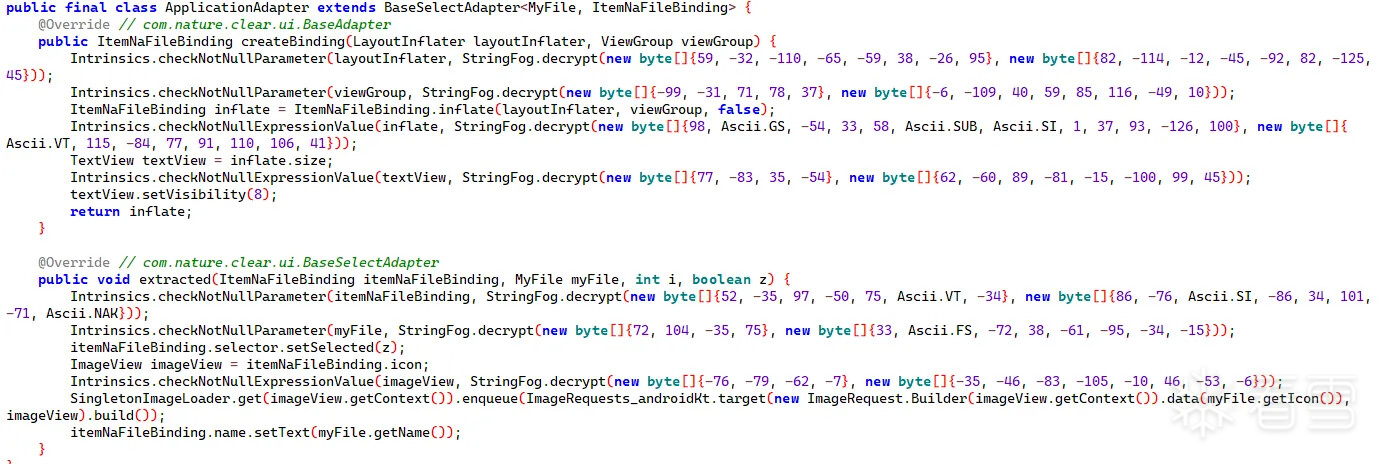 public final class ApplicationAdapter extends BaseSelectAdapter<MyFile, ItemNaFileBinding> {
@Override // com.nature.clear.ui.BaseAdapter
public ItemNaFileBinding createBinding(LayoutInflater layoutInflater, ViewGroup viewGroup) {
Intrinsics.checkNotNullParameter(layoutInflater, StringFog.decrypt(new byte[]{59, -32, -110, -65, -59, 38, -26, 95}, new byte[]{82, -114, -12, -45, -92, 82, -125,
45}));
Intrinsics.checkNotNullParameter(viewGroup, StringFog.decrypt(new byte[]{-99, -31, 71, 78, 37}, new byte[]{-6, -109, 40, 59, 85, 116, -49, 10}));
ItemNaFileBinding inflate = ItemNaFileBinding.inflate(layoutInflater, viewGroup, false);
Intrinsics.checkNotNullExpressionValue(inflate, StringFog.decrypt(new byte[]{98, Ascii.GS, -54, 33, 58, Ascii.SUB, Ascii.SI, 1, 37, 93, -126, 100}, new byte[]{
Ascii.VT, 115, -84, 77, 91, 110, 106, 41}));
TextView textView = inflate.size;
Intrinsics.checkNotNullExpressionValue(textView, StringFog.decrypt(new byte[]{77, -83, 35, -54}, new byte[]{62, -60, 89, -81, -15, -100, 99, 45}));
textView.setVisibility(8);
return inflate;
}
@Override // com.nature.clear.ui.BaseSelectAdapter
public void extracted(ItemNaFileBinding itemNaFileBinding, MyFile myFile, int i, boolean z) {
Intrinsics.checkNotNullParameter(itemNaFileBinding, StringFog.decrypt(new byte[]{52, -35, 97, -50, 75, Ascii.VT, -34}, new byte[]{86, -76, Ascii.SI, -86, 34, 101,
-71, Ascii.NAK}));
Intrinsics.checkNotNullParameter(myFile, StringFog.decrypt(new byte[]{72, 104, -35, 75}, new byte[]{33, Ascii.FS, -72, 38, -61, -95, -34, -15}));
itemNaFileBinding.selector.setSelected(z);
ImageView imageView = itemNaFileBinding.icon;
Intrinsics.checkNotNullExpressionValue(imageView, StringFog.decrypt(new byte[]{-76, -79, -62, -7}, new byte[]{-35, -46, -83, -105, -10, 46, -53, -6}));
SingletonImageLoader.get(imageView.getContext()).enqueue(ImageRequests_androidKt.target(new ImageRequest.Builder(imageView.getContext()).data(myFile.getIcon()),
imageView).build());
itemNaFileBinding.name.setText(myFile.getName());
}
}
看雪